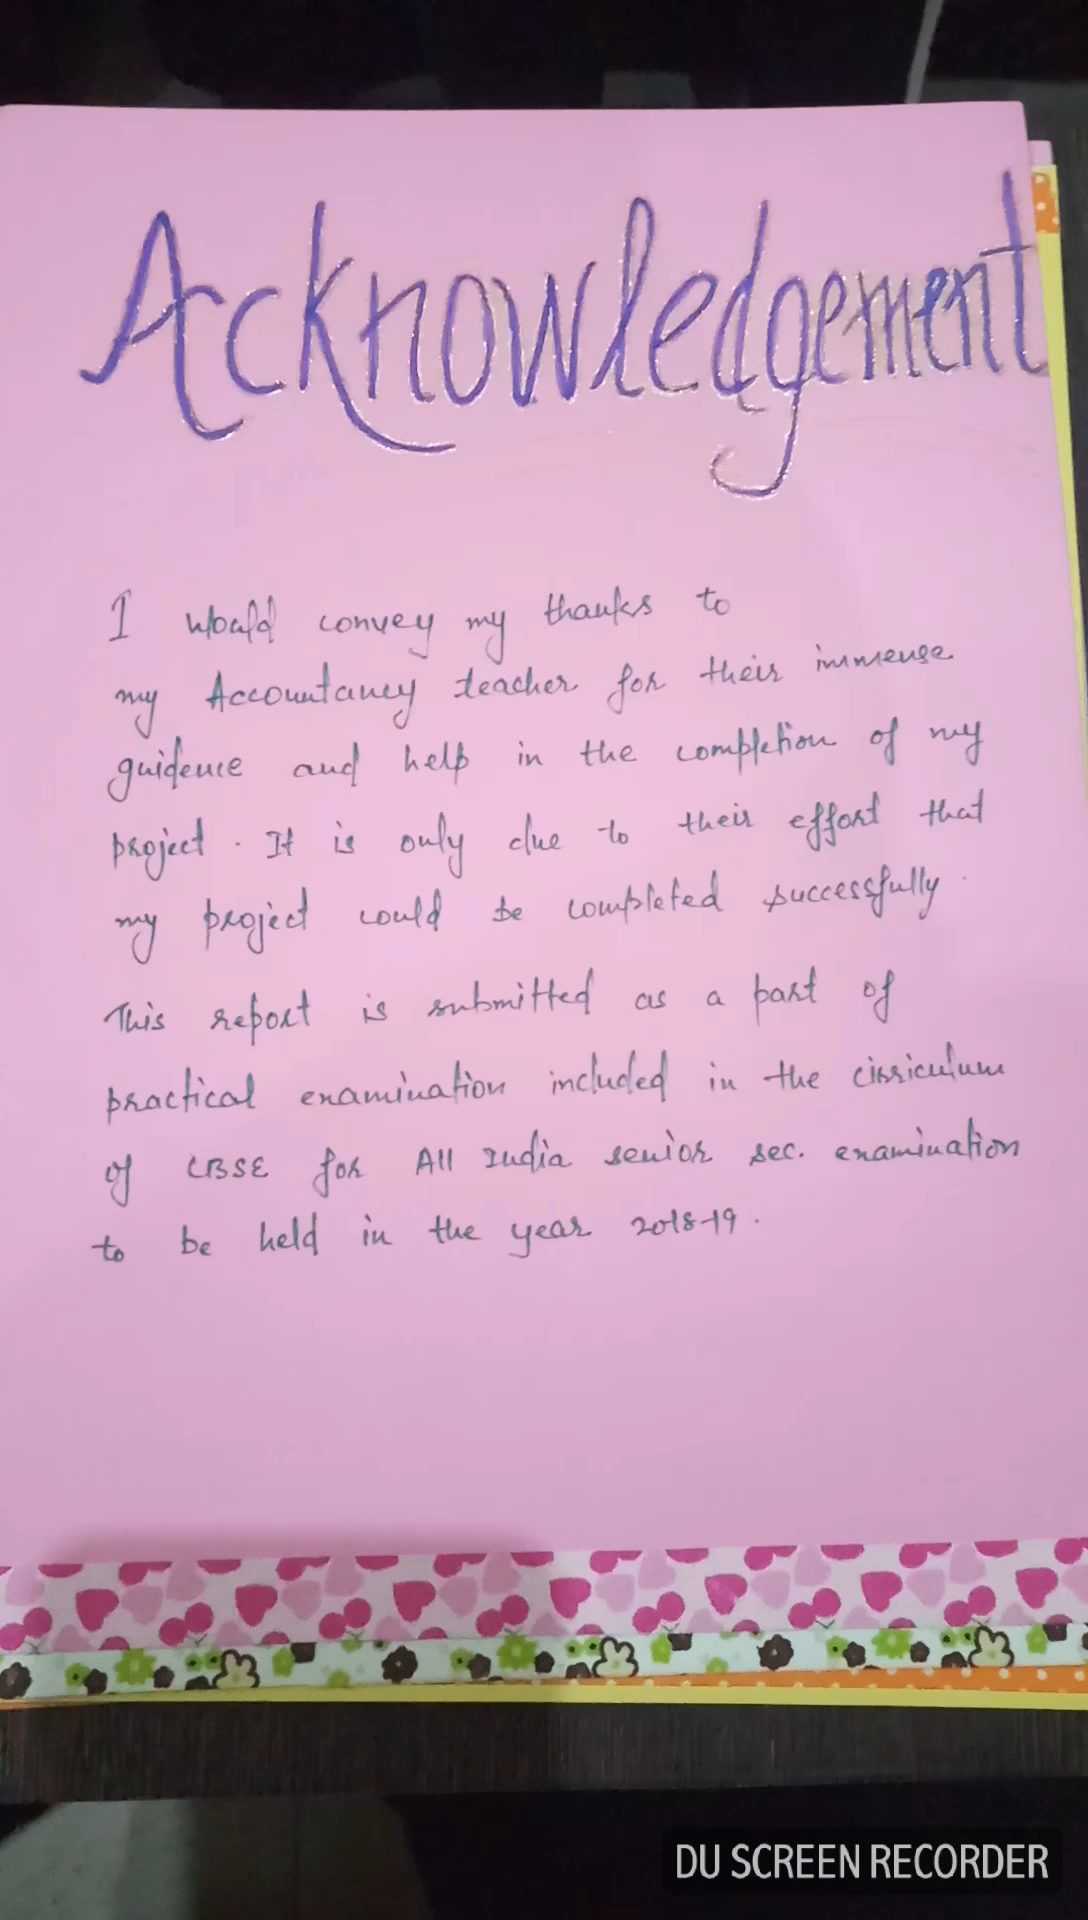 Acknowledgement
I would convey my thanks to
my Accountancy teacher for their immense
guidence and help in the completion of my
project. It is only due to their effort that
my project could be completed successfully.
This report is submitted as a part of
practical examination included in the cirriculum
of CBSE for All India senior sec. examination
to be held in the year 2018-19.
DU SCREEN RECORDER